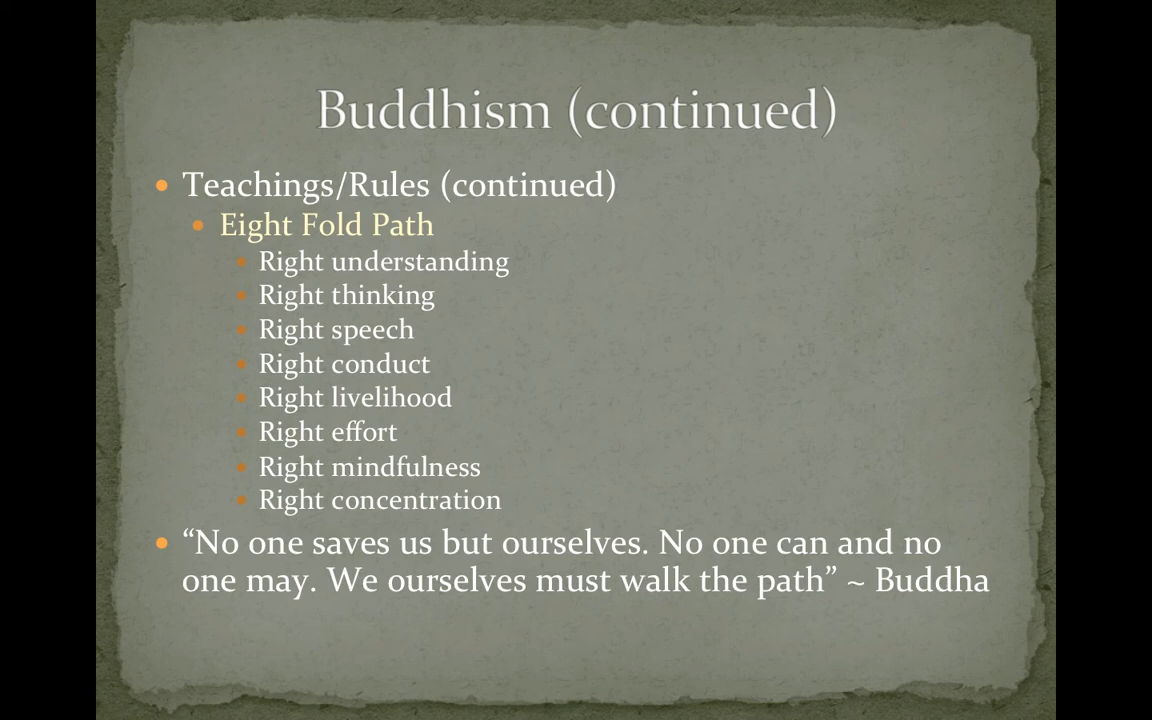 Buddhism (continued)
• Teachings/Rules (continued)
• Eight Fold Path
• Right understanding
• Right thinking
• Right speech
• Right conduct
• Right livelihood
• Right effort
• Right mindfulness
• Right concentration
• “No one saves us but ourselves. No one can and no
one may. We ourselves must walk the path” ~ Buddha